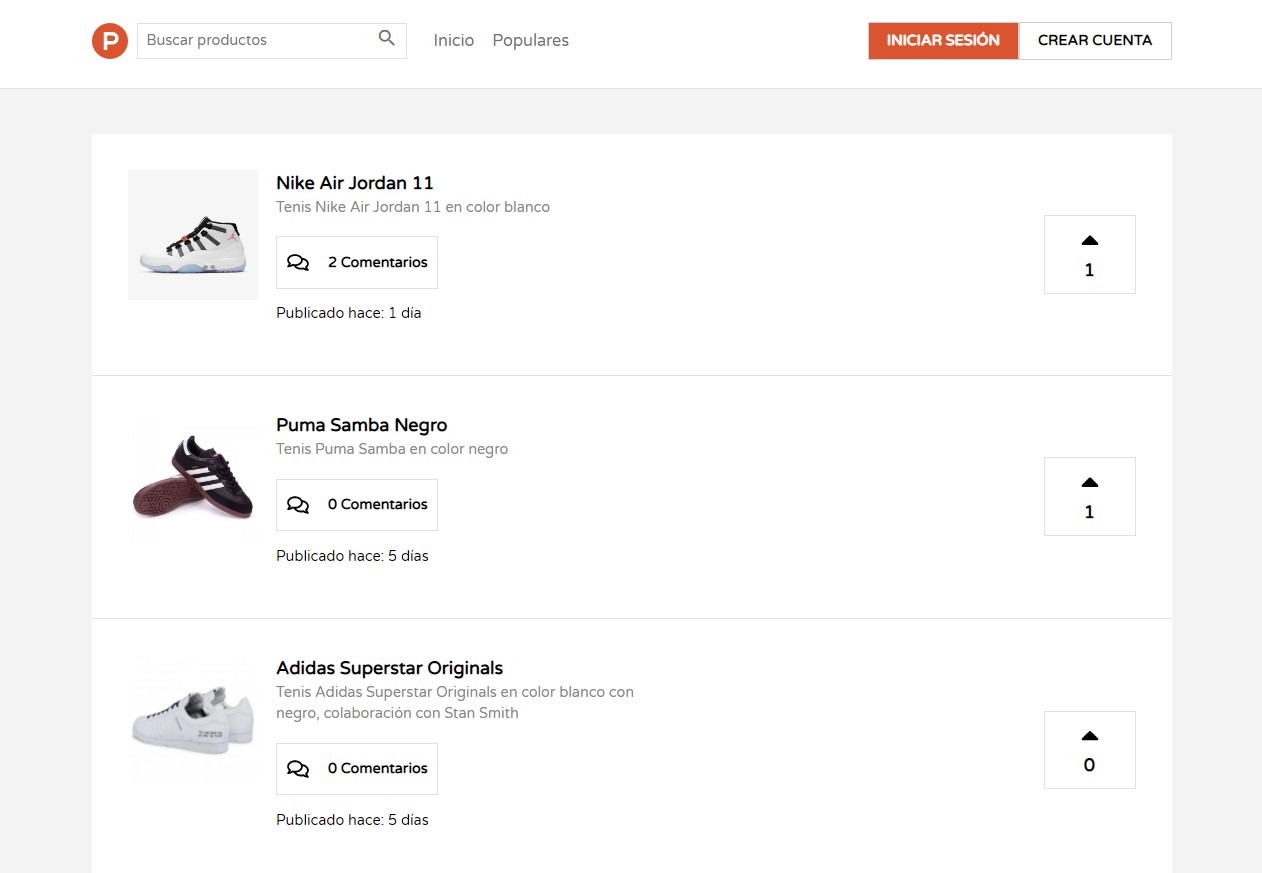 P
Buscar productos
Inicio
Populares
INICIAR SESIÓN
CREAR CUENTA
Nike Air Jordan 11
Tenis Nike Air Jordan 11 en color blanco
2 Comentarios
Publicado hace: 1 día
1
Puma Samba Negro
Tenis Puma Samba en color negro
0 Comentarios
Publicado hace: 5 días
1
Adidas Superstar Originals
Tenis Adidas Superstar Originals en color blanco con
negro, colaboración con Stan Smith
0 Comentarios
Publicado hace: 5 días
0